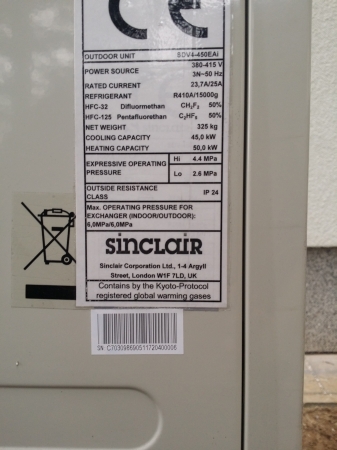 CE
OUTDOOR UNIT SDV4-450EAi
POWER SOURCE 380-415 V 3N~50 Hz
RATED CURRENT 23,7A/25A
REFRIGERANT R410A/15000g
HFC-32 Difluormethan CH₂F₂ 50%
HFC-125 Pentafluorethan C₂HF₅ 50%
NET WEIGHT 325 kg
COOLING CAPACITY 45,0 kW
HEATING CAPACITY 50,0 kW
EXPRESSIVE OPERATING PRESSURE Hi 4.4 MPa
Lo 2.6 MPa
OUTSIDE RESISTANCE CLASS IP 24
Max. OPERATING PRESSURE FOR
EXCHANGER (INDOOR/OUTDOOR):
6,0MPa/6,0MPa
sinclair
Sinclair Corporation Ltd., 1-4 Argyll
Street, London W1F 7LD, UK
Contains by the Kyoto-Protocol
registered global warming gases
SN: C703098690511720400006